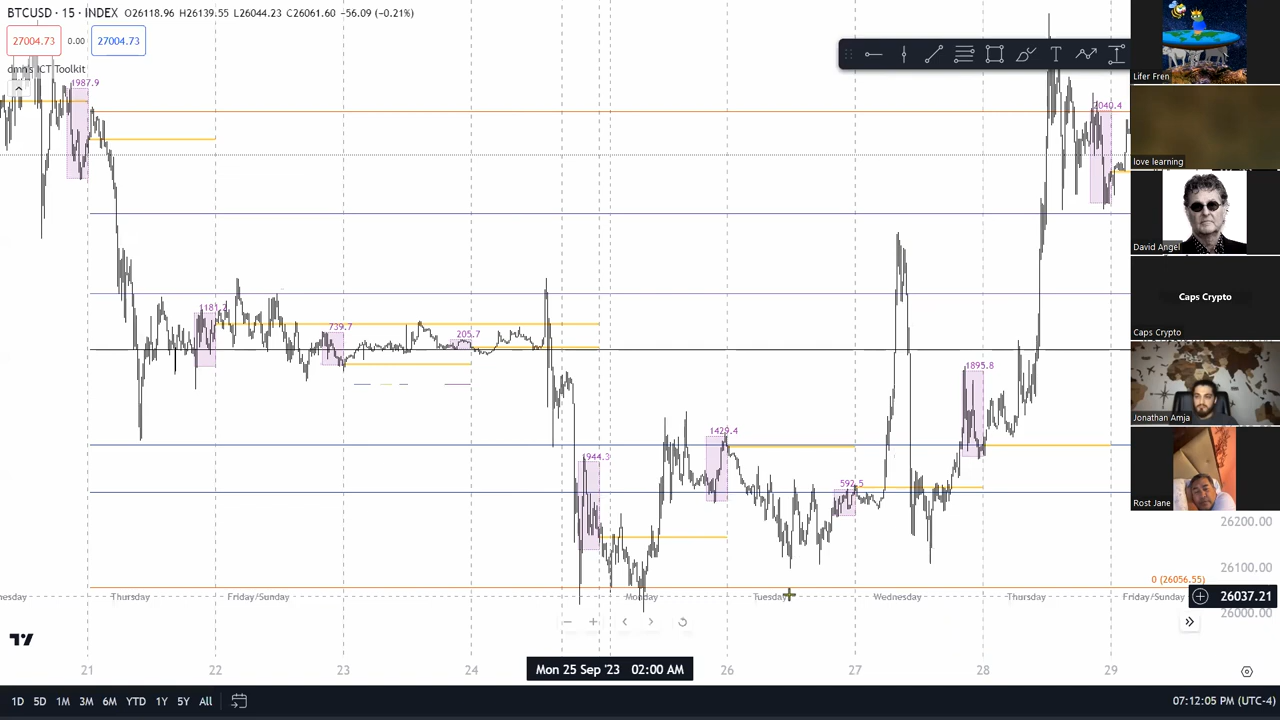 BTCUSD · 15 · INDEX O26118.96 H26139.55 L26044.23 C26061.60 −56.09 (−0.21%)
27004.73 0.00 27004.73
1987.9
1181.2
739.7
205.7
1944.3
1429.4
592.5
1895.8
2040.4
Lifer Fren
love learning
David Angel
Caps Crypto
Caps Crypto
Jonathan Amja
Rost Jane
26200.00
26100.00
0 (26056.55)
26037.21
26000.00
Thursday Friday/Sunday Monday Tuesday Wednesday Thursday Friday/Sunday
21 22 23 24 Mon 25 Sep '23 02:00 AM 26 27 28 29
1D 5D 1M 3M 6M YTD 1Y 5Y All 07:12:05 PM (UTC-4)